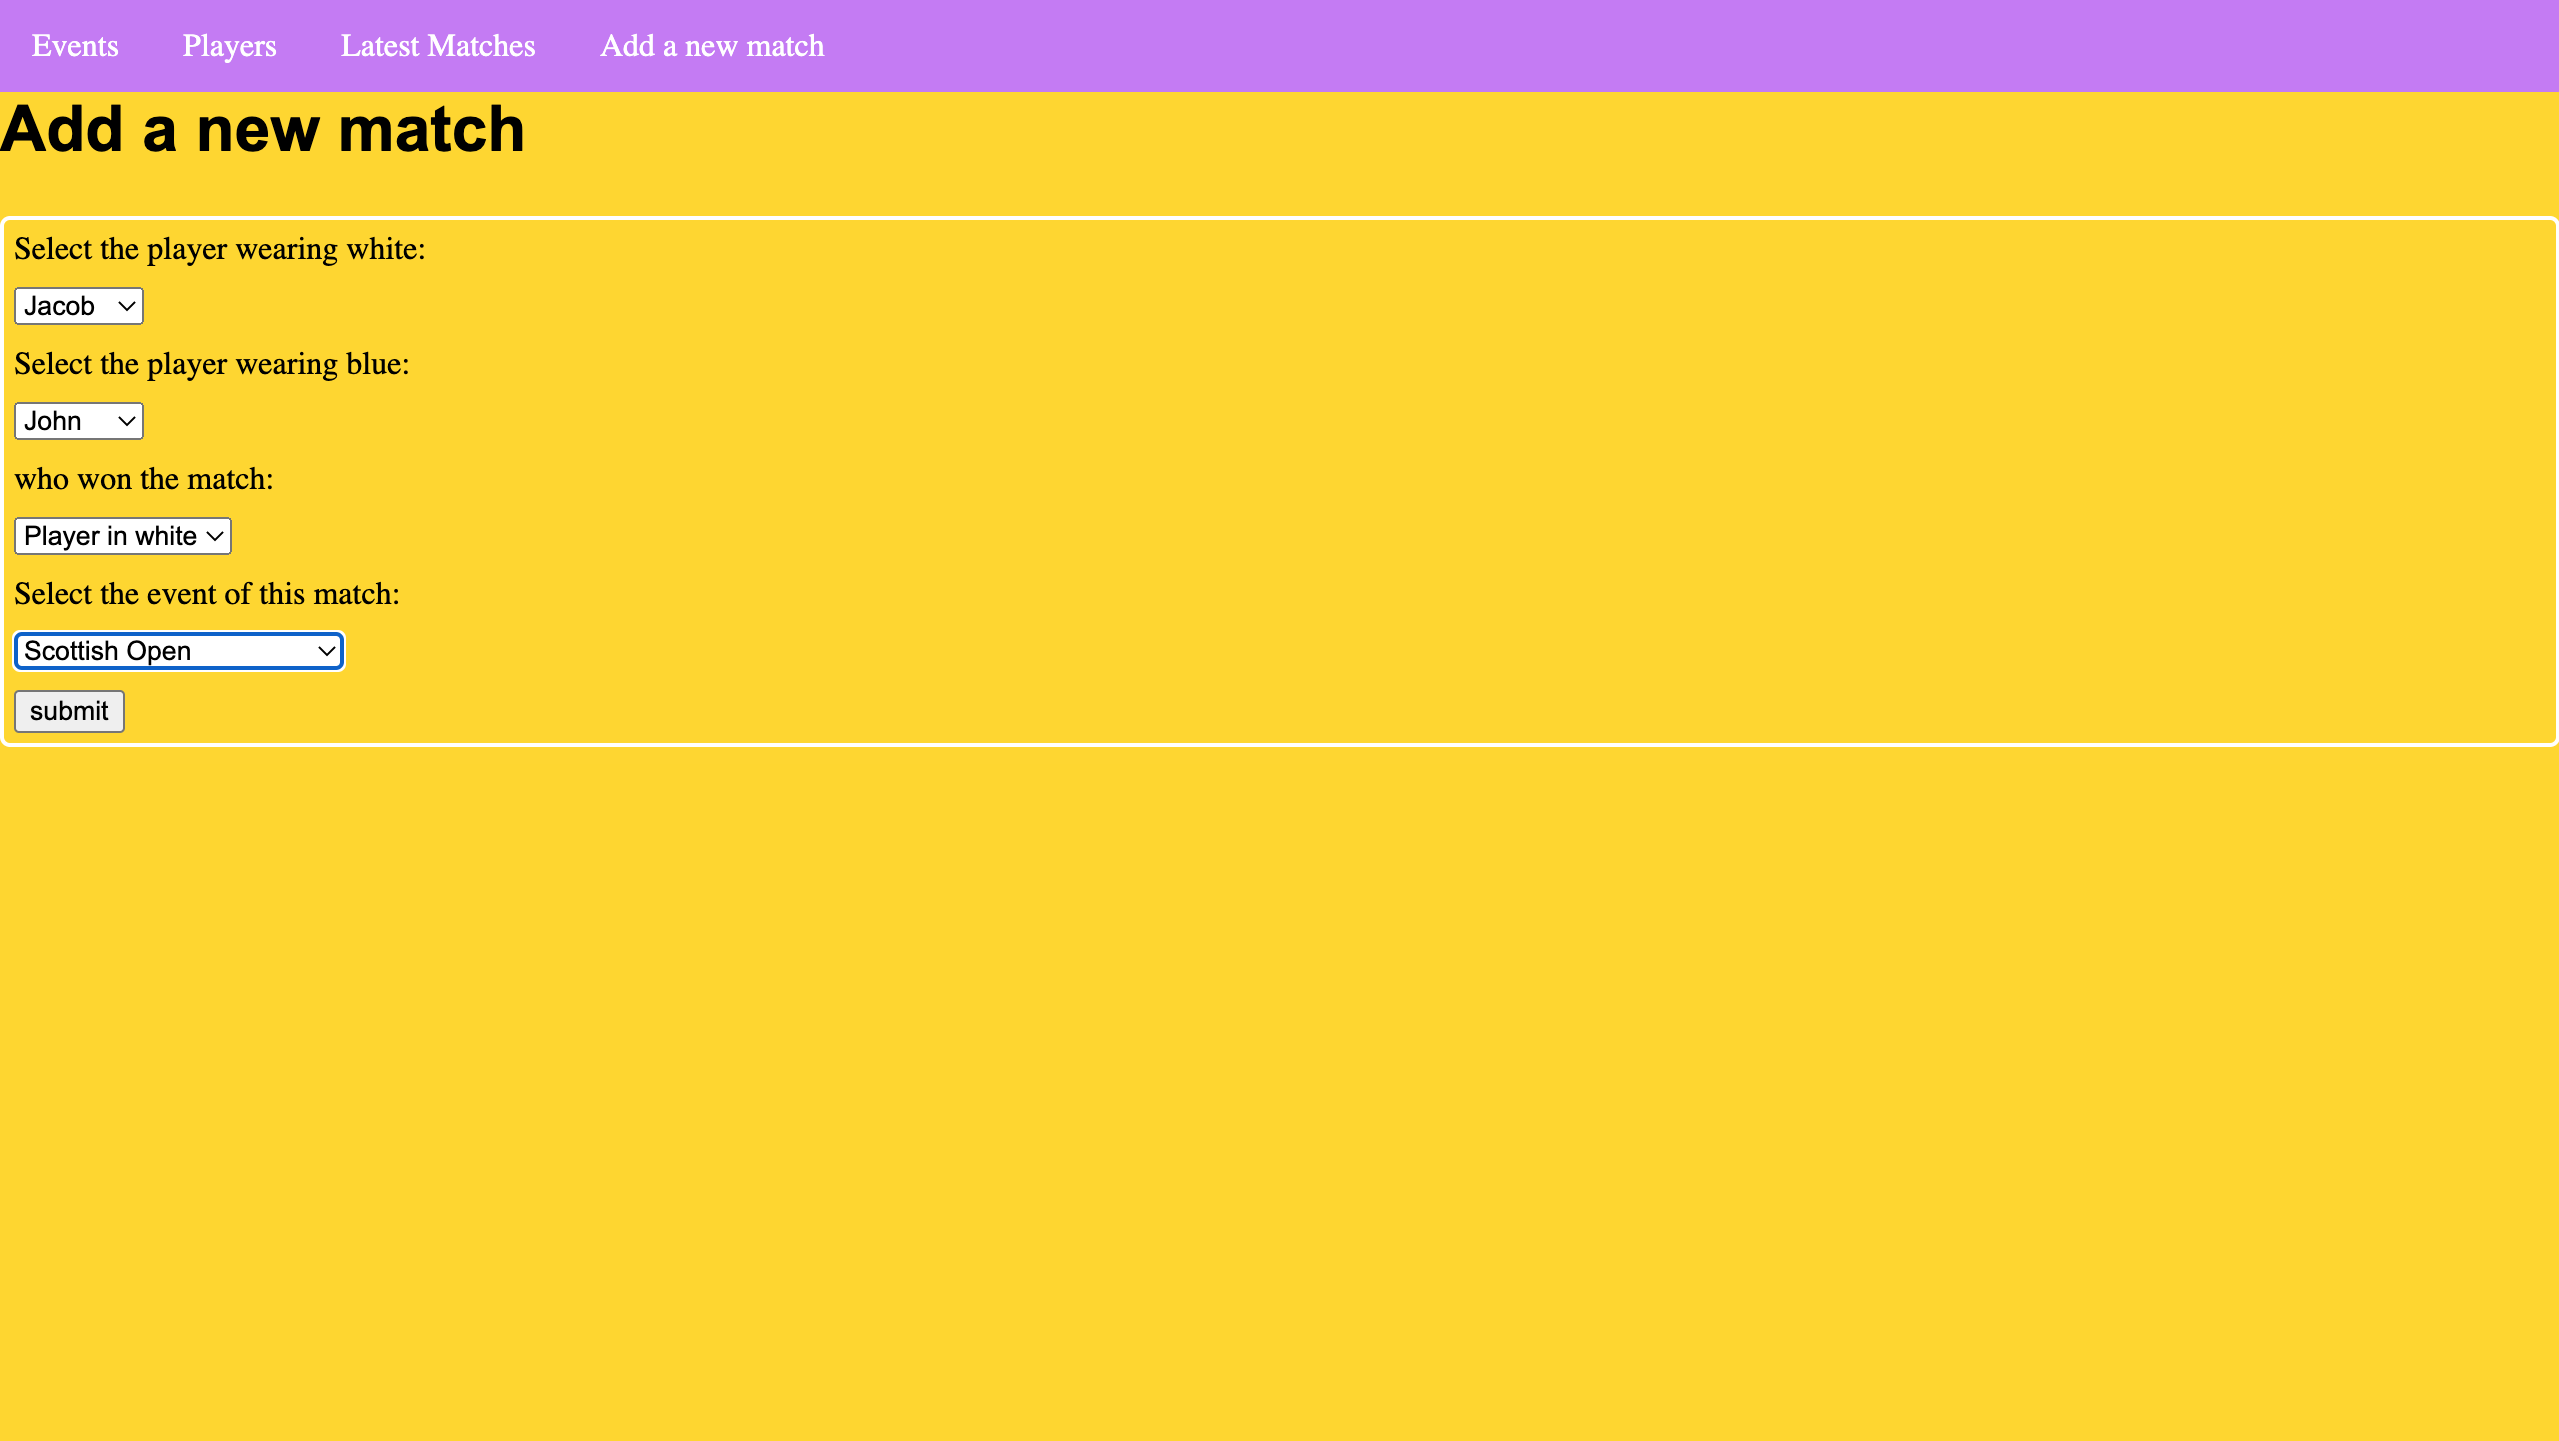 Events Players Latest Matches Add a new match
Add a new match
Select the player wearing white:
Jacob
Select the player wearing blue:
John
who won the match:
Player in white
Select the event of this match:
Scottish Open
submit